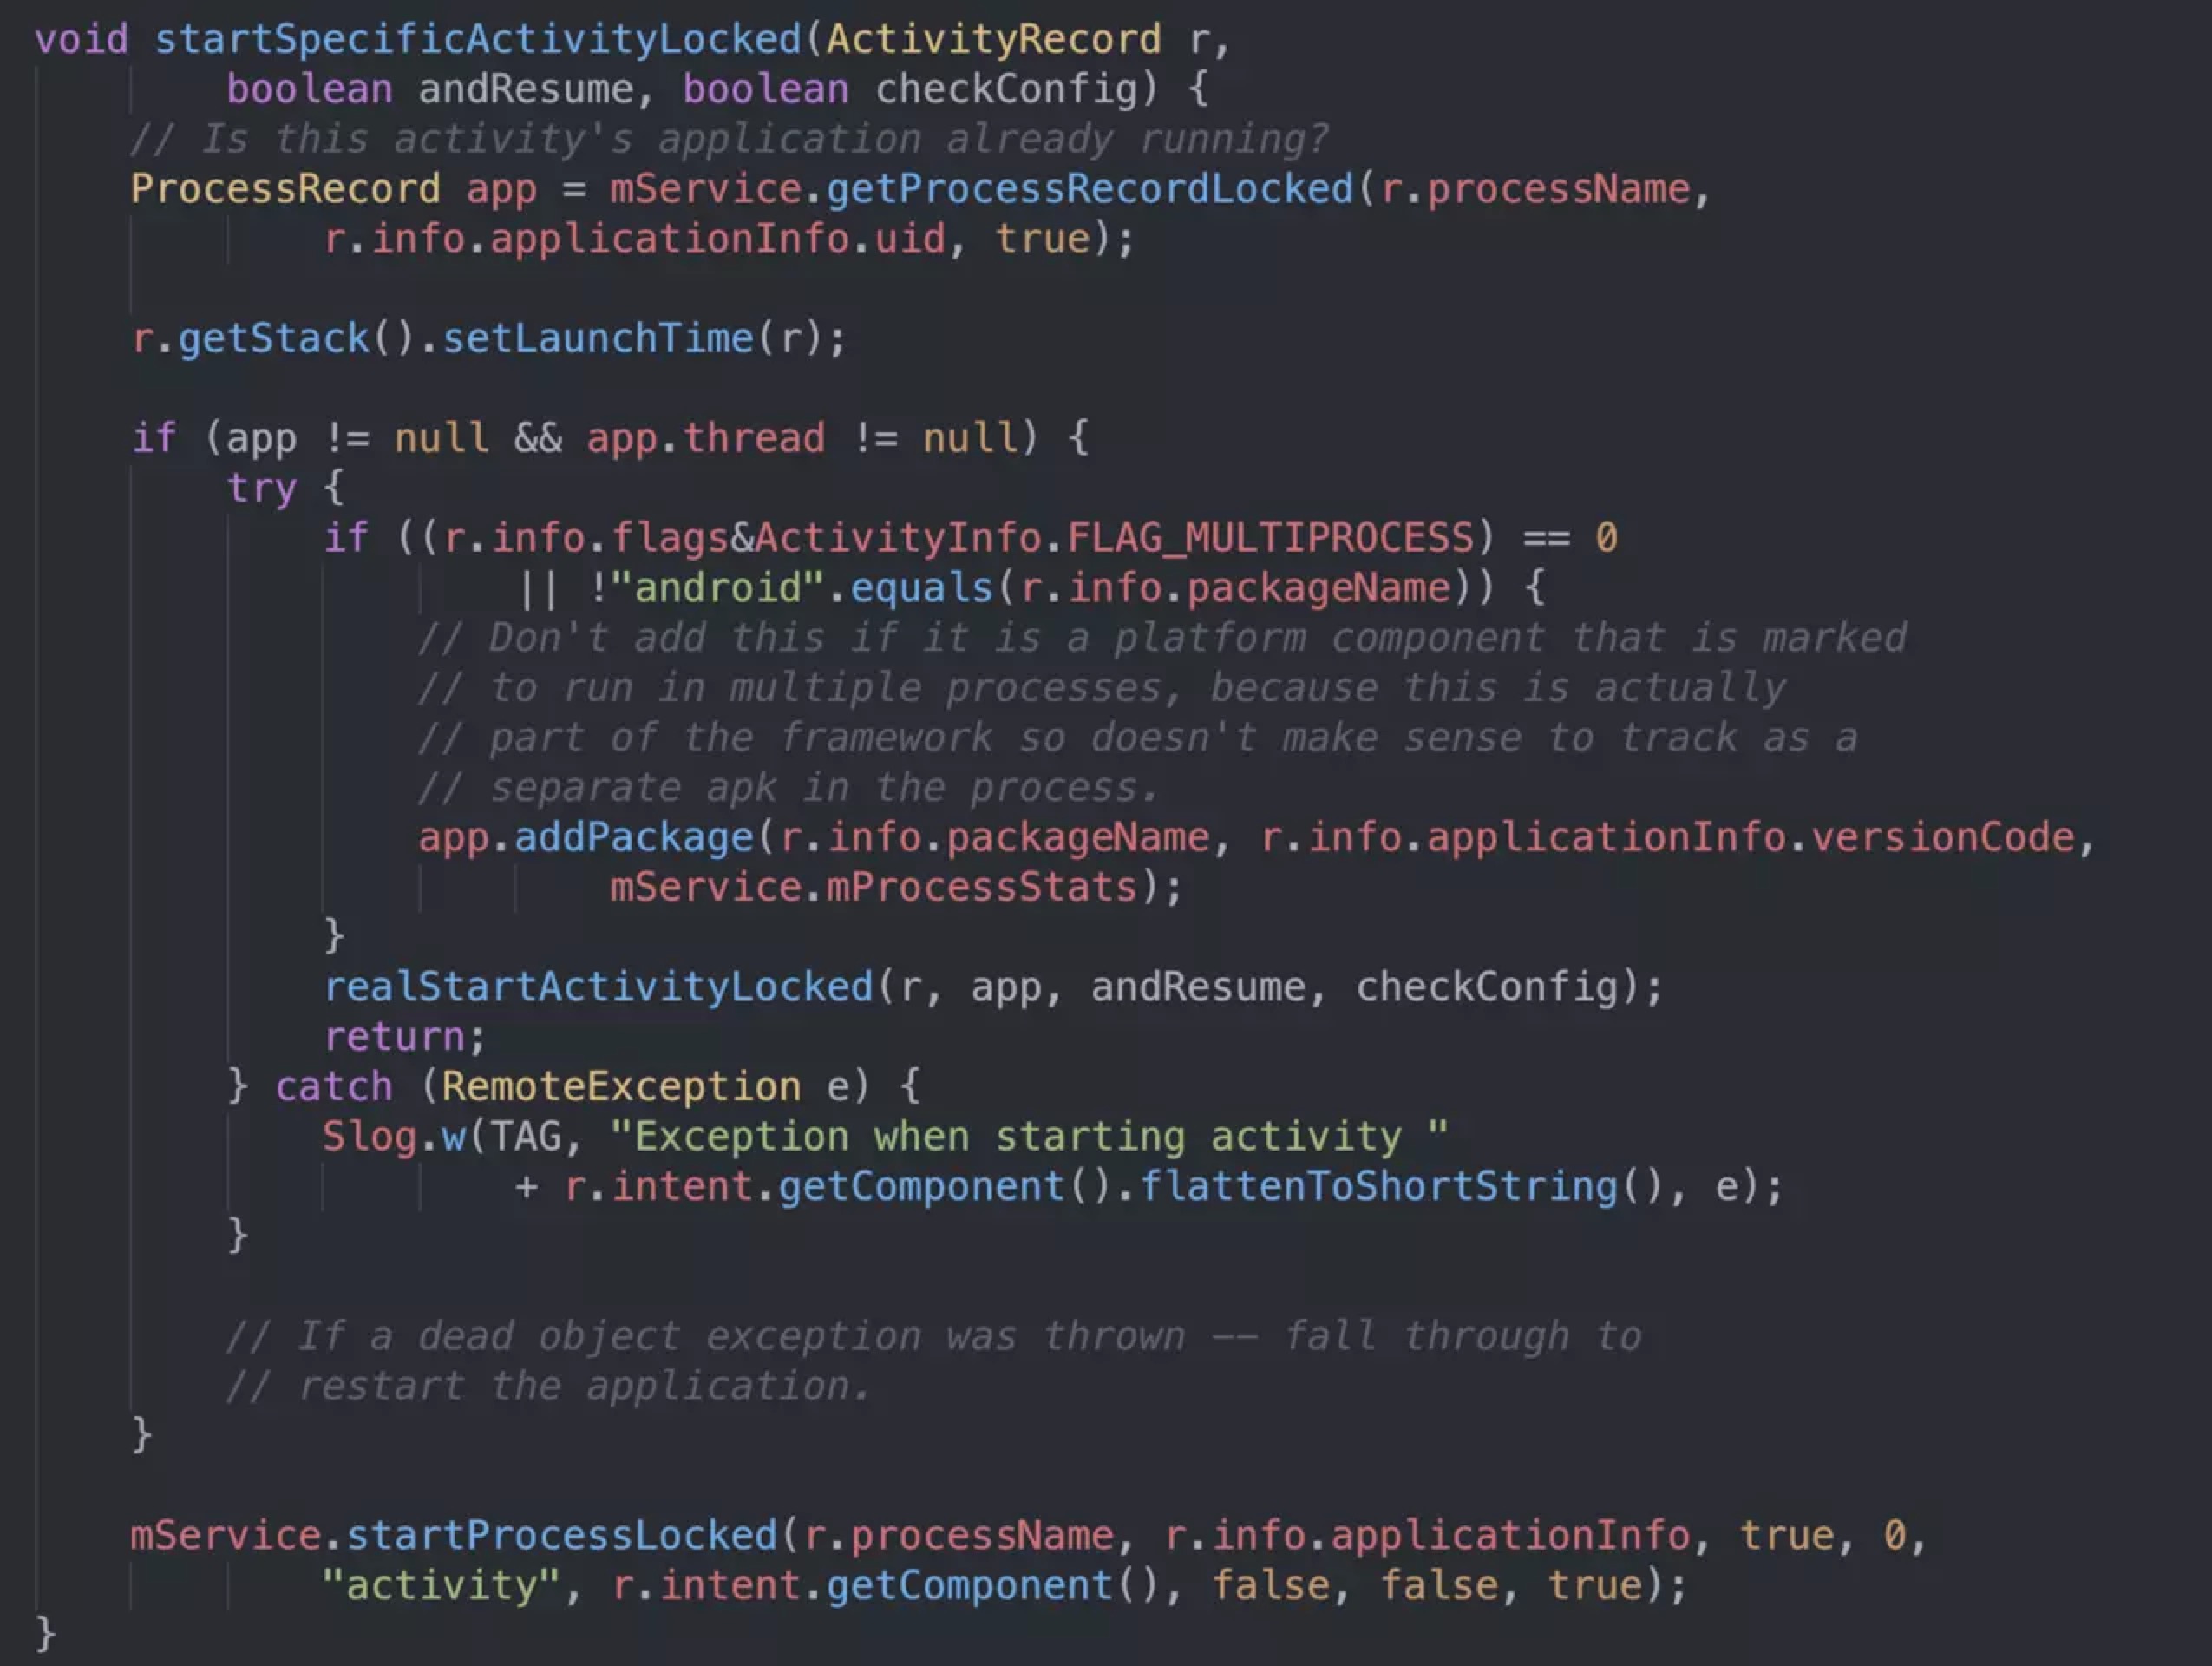 void startSpecificActivityLocked(ActivityRecord r,
        boolean andResume, boolean checkConfig) {
    // Is this activity's application already running?
    ProcessRecord app = mService.getProcessRecordLocked(r.processName,
            r.info.applicationInfo.uid, true);

    r.getStack().setLaunchTime(r);

    if (app != null && app.thread != null) {
        try {
            if ((r.info.flags&ActivityInfo.FLAG_MULTIPROCESS) == 0
                    || !"android".equals(r.info.packageName)) {
                // Don't add this if it is a platform component that is marked
                // to run in multiple processes, because this is actually
                // part of the framework so doesn't make sense to track as a
                // separate apk in the process.
                app.addPackage(r.info.packageName, r.info.applicationInfo.versionCode,
                        mService.mProcessStats);
            }
            realStartActivityLocked(r, app, andResume, checkConfig);
            return;
        } catch (RemoteException e) {
            Slog.w(TAG, "Exception when starting activity "
                    + r.intent.getComponent().flattenToShortString(), e);
        }

        // If a dead object exception was thrown -- fall through to
        // restart the application.
    }

    mService.startProcessLocked(r.processName, r.info.applicationInfo, true, 0,
            "activity", r.intent.getComponent(), false, false, true);
}